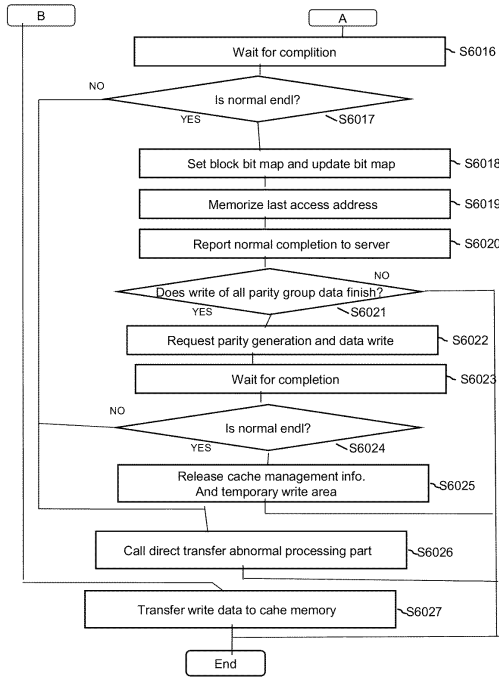 B
A
Wait for complition
S6016
NO
Is normal endl?
YES
S6017
Set block bit map and update bit map
S6018
Memorize last access address
S6019
Report normal completion to server
S6020
NO
Does write of all parity group data finish?
YES
S6021
Request parity generation and data write
S6022
Wait for completion
S6023
NO
Is normal endl?
YES
S6024
Release cache management info.
And temporary write area
S6025
Call direct transfer abnormal processing part
S6026
Transfer write data to cahe memory
S6027
End